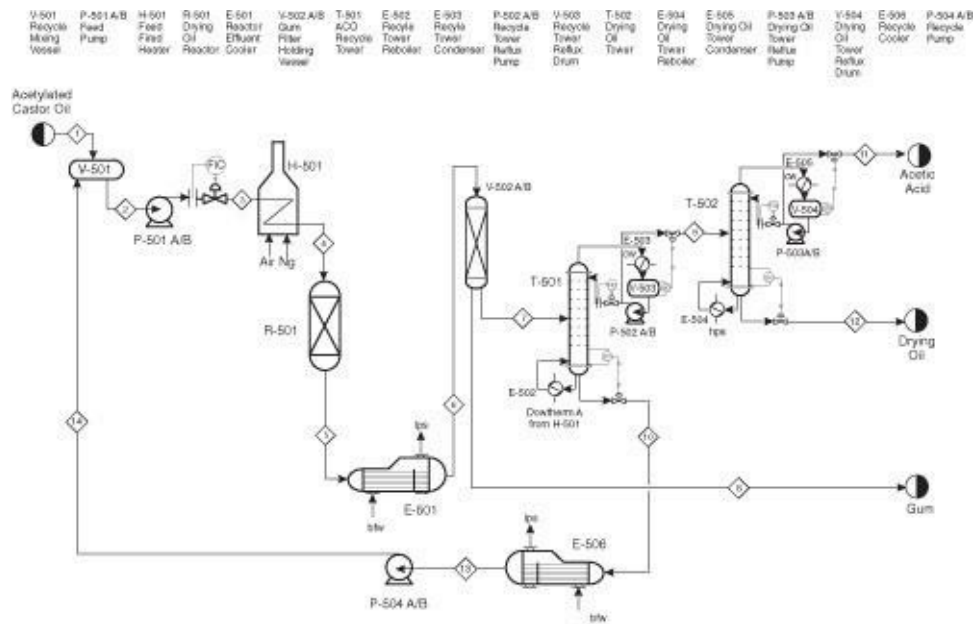 V-501 P-501 A/B H-501 R-501 E-501 V-502 A/B T-501 E-502 E-503 P-502 A/B V-503 T-502 E-504 E-505 P-503 A/B V-504 E-506 P-504 A/B
Recycle Feed Feed Drying Reactor Gum ACO Recyle Recyle Recycle Recycle Drying Drying Drying Oil Drying Oil Drying Recycle Recycle
Mixing Pump Fired Oil Effluent Filter Recycle Tower Tower Tower Tower Oil Oil Tower Tower Oil Cooler Pump
Vessel Heater Reactor Cooler Holding Tower Reboiler Condenser Reflux Reflux Tower Tower Condenser Reflux Tower
Vessel Pump Drum Reboiler Pump Reflux
Drum
Acetylated
Castor Oil
1
V-501
2
P-501 A/B
FIC
3
H-501
Air Ng
4
R-501
5
lps
E-501
bfw
6
V-502 A/B
7
T-501
E-503
cw
V-503
P-502 A/B
E-502
Dowtherm A
from H-501
9
T-502
E-505
cw
V-504
P-503A/B
E-504
hps
11
Acetic
Acid
12
Drying
Oil
10
8
Gum
lps
E-506
bfw
13
P-504 A/B
14